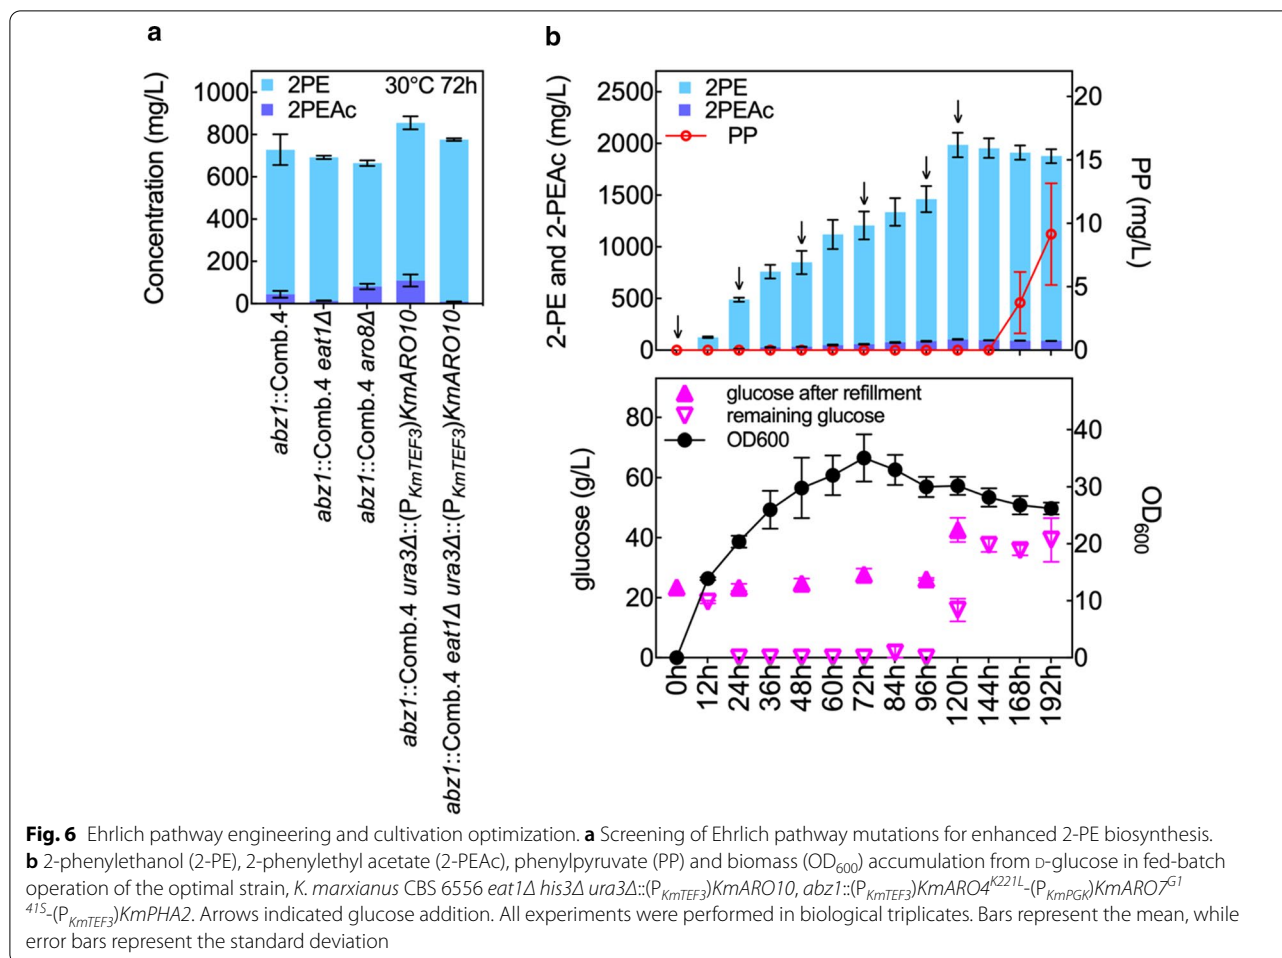 a
Concentration (mg/L)
1000
800
600
400
200
0
2PE
2PEAc
30°C 72h
abz1::Comb.4
abz1::Comb.4 eat1Δ
abz1::Comb.4 aro8Δ
abz1::Comb.4 ura3Δ::(PKmTEF3)KmARO10
abz1::Comb.4 eat1Δ ura3Δ::(PKmTEF3)KmARO10
b
2-PE and 2-PEAc (mg/L)
2500
2000
1500
1000
500
0
2PE
2PEAc
PP
20
15
10
5
0
PP (mg/L)
glucose (g/L)
80
60
40
20
0
glucose after refillment
remaining glucose
OD600
40
30
20
10
0
OD600
0h
12h
24h
36h
48h
60h
72h
84h
96h
120h
144h
168h
192h
Fig. 6 Ehrlich pathway engineering and cultivation optimization. a Screening of Ehrlich pathway mutations for enhanced 2-PE biosynthesis.
b 2-phenylethanol (2-PE), 2-phenylethyl acetate (2-PEAc), phenylpyruvate (PP) and biomass (OD600) accumulation from D-glucose in fed-batch
operation of the optimal strain, K. marxianus CBS 6556 eat1Δ his3Δ ura3Δ::(PKmTEF3)KmARO10, abz1::(PKmTEF3)KmARO4K221L-(PKmPGK)KmARO7G1
41S-(PKmTEF3)KmPHA2. Arrows indicated glucose addition. All experiments were performed in biological triplicates. Bars represent the mean, while
error bars represent the standard deviation